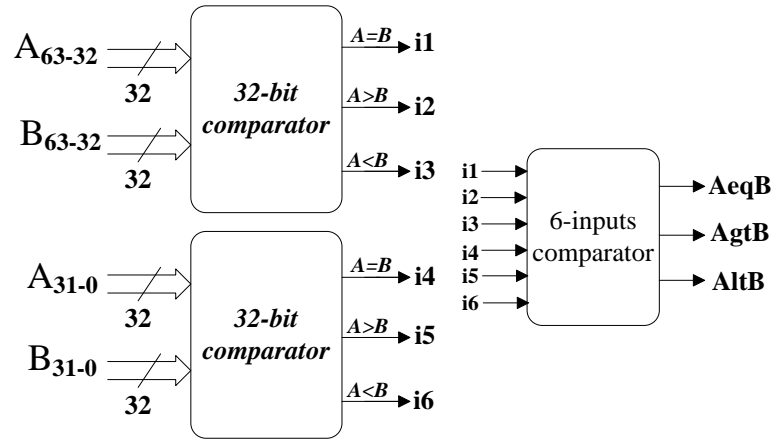 A63-32
32
B63-32
32
32-bit
comparator
A=B
i1
A>B
i2
A<B
i3
A31-0
32
B31-0
32
32-bit
comparator
A=B
i4
A>B
i5
A<B
i6
i1
i2
i3
i4
i5
i6
6-inputs
comparator
AeqB
AgtB
AltB